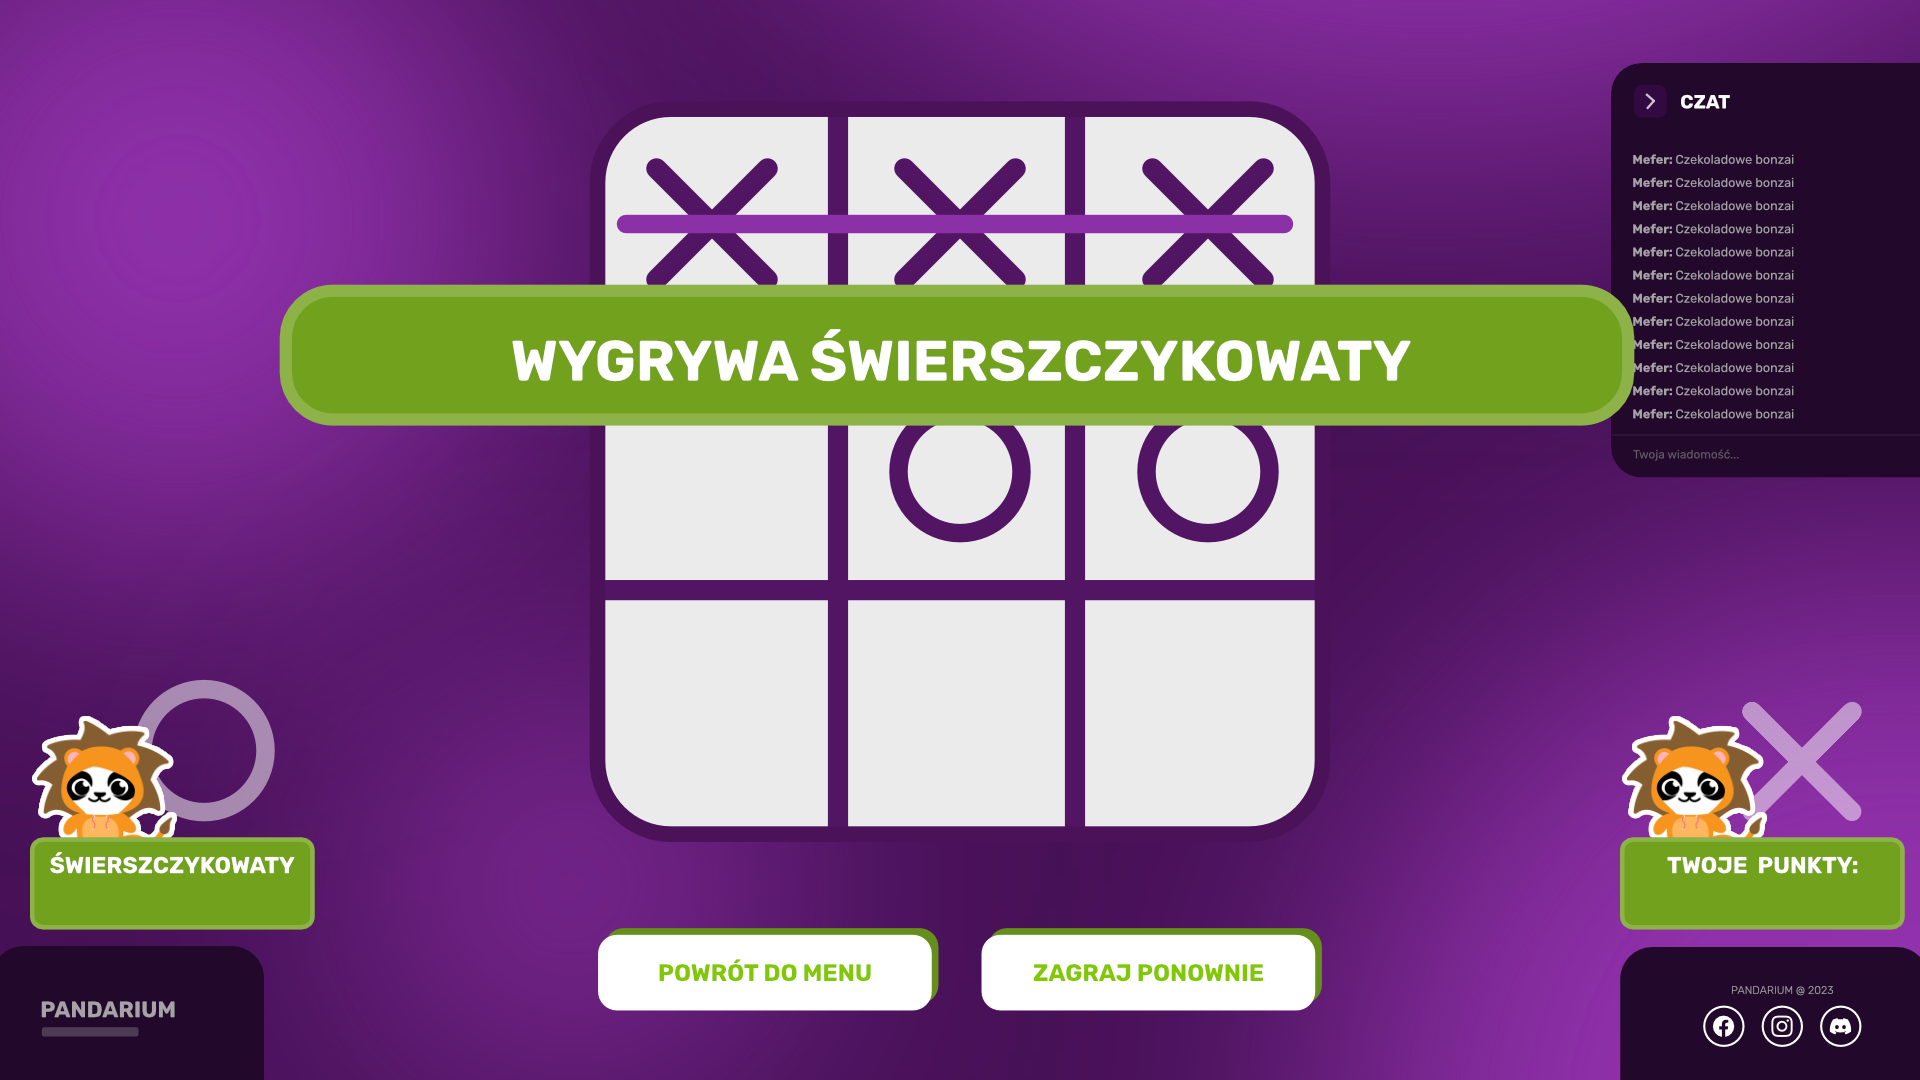 CZAT
Mefer: Czekoladowe bonzai
Mefer: Czekoladowe bonzai
Mefer: Czekoladowe bonzai
Mefer: Czekoladowe bonzai
Mefer: Czekoladowe bonzai
Mefer: Czekoladowe bonzai
Mefer: Czekoladowe bonzai
Mefer: Czekoladowe bonzai
Mefer: Czekoladowe bonzai
Mefer: Czekoladowe bonzai
Mefer: Czekoladowe bonzai
Mefer: Czekoladowe bonzai
Twoja wiadomość...
WYGRYWA ŚWIERSZCZYKOWATY
ŚWIERSZCZYKOWATY
TWOJE PUNKTY:
POWRÓT DO MENU
ZAGRAJ PONOWNIE
PANDARIUM
PANDARIUM @ 2023